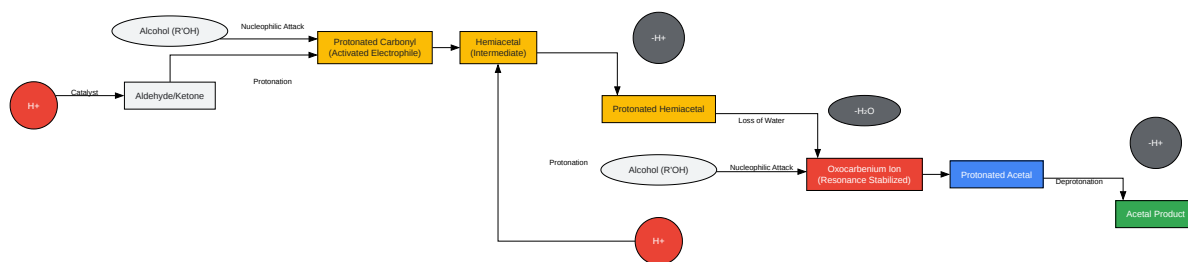 Alcohol (R'OH)
Nucleophilic Attack
Protonated Carbonyl
(Activated Electrophile)
Hemiacetal
(Intermediate)
-H+
H+
Catalyst
Aldehyde/Ketone
Protonation
Protonated Hemiacetal
Loss of Water
-H₂O
-H+
Protonation
Alcohol (R'OH)
Nucleophilic Attack
Oxocarbenium Ion
(Resonance Stabilized)
Protonated Acetal
Deprotonation
Acetal Product
H+